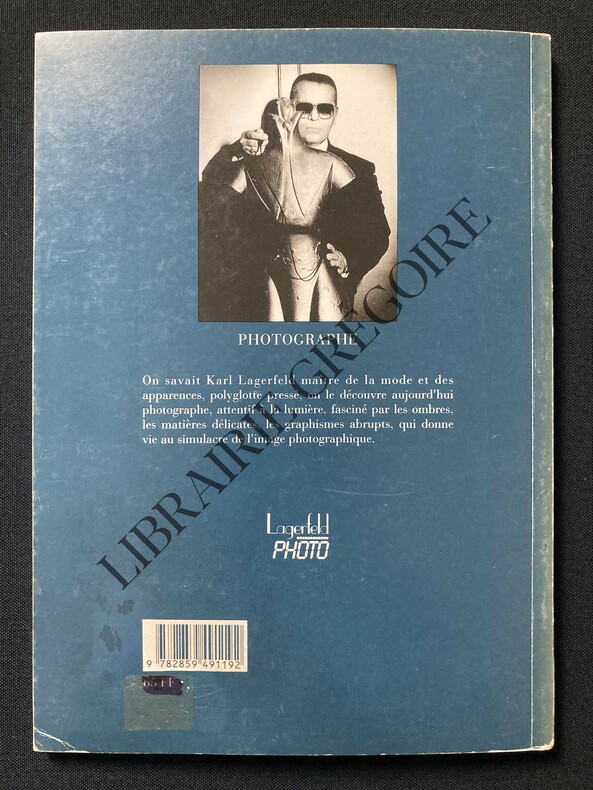 PHOTOGRAPHE
On savait Karl Lagerfeld maître de la mode et des
apparences, polyglotte pressé, on le découvre aujourd'hui
photographe, attentif à la lumière, fasciné par les ombres,
les matières délicates, les graphismes abrupts, qui donne
vie au simulacre de l'image photographique.
LIBRAIRIE GRÉGOIRE
Lagerfeld
PHOTO
9 782859 491192